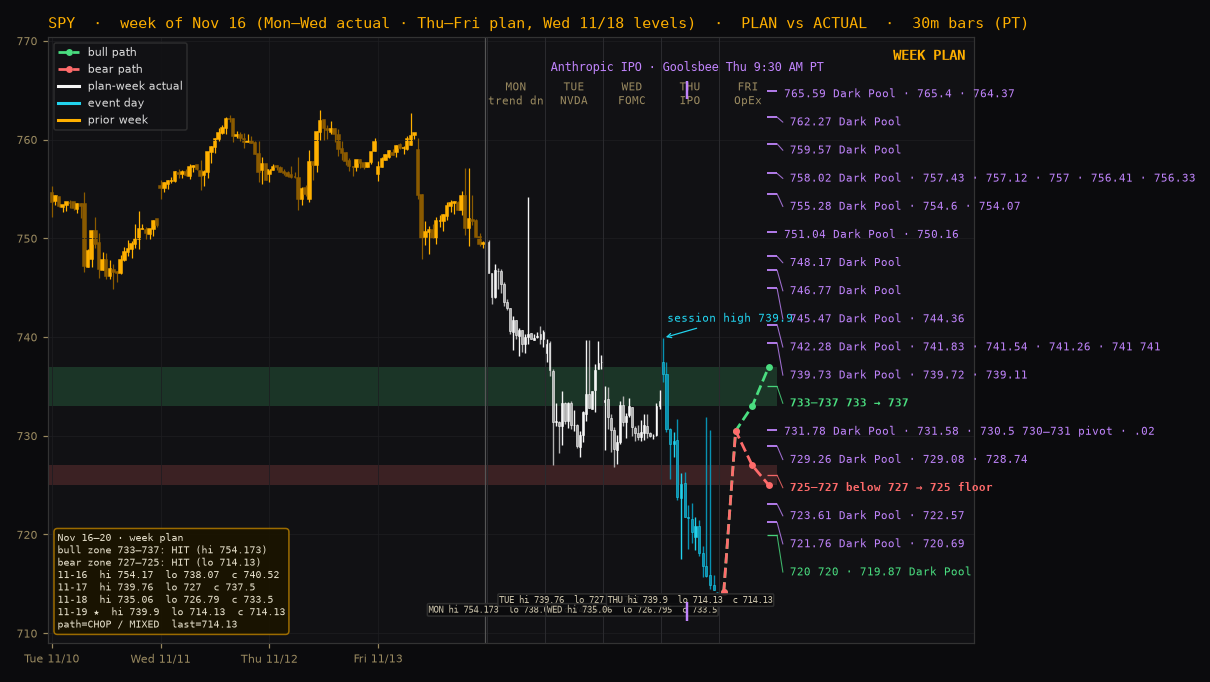 SPY · week of Nov 16 (Mon–Wed actual · Thu–Fri plan, Wed 11/18 levels) · PLAN vs ACTUAL · 30m bars (PT)
770
760
750
740
730
720
710
bull path
bear path
plan-week actual
event day
prior week
WEEK PLAN
Anthropic IPO · Goolsbee Thu 9:30 AM PT
MON
trend dn
TUE
NVDA
WED
FOMC
THU
IPO
FRI
OpEx
765.59 Dark Pool · 765.4 · 764.37
762.27 Dark Pool
759.57 Dark Pool
758.02 Dark Pool · 757.43 · 757.12 · 757 · 756.41 · 756.33
755.28 Dark Pool · 754.6 · 754.07
751.04 Dark Pool · 750.16
748.17 Dark Pool
746.77 Dark Pool
session high 739.9
745.47 Dark Pool · 744.36
742.28 Dark Pool · 741.83 · 741.54 · 741.26 · 741 741
739.73 Dark Pool · 739.72 · 739.11
733–737 733 → 737
731.78 Dark Pool · 731.58 · 730.5 730–731 pivot · .02
729.26 Dark Pool · 729.08 · 728.74
725–727 below 727 → 725 floor
723.61 Dark Pool · 722.57
721.76 Dark Pool · 720.69
720 720 · 719.87 Dark Pool
Nov 16–20 · week plan
bull zone 733–737: HIT (hi 754.173)
bear zone 727–725: HIT (lo 714.13)
11-16 hi 754.17 lo 738.07 c 740.52
11-17 hi 739.76 lo 727 c 737.5
11-18 hi 735.06 lo 726.79 c 733.5
11-19 ★ hi 739.9 lo 714.13 c 714.13
path=CHOP / MIXED last=714.13
TUE hi 739.76 lo 727
THU hi 739.9 lo 714.13 c 714.13
MON hi 754.173 lo 738.
WED hi 735.06 lo 726.795 c 733.5
Tue 11/10
Wed 11/11
Thu 11/12
Fri 11/13